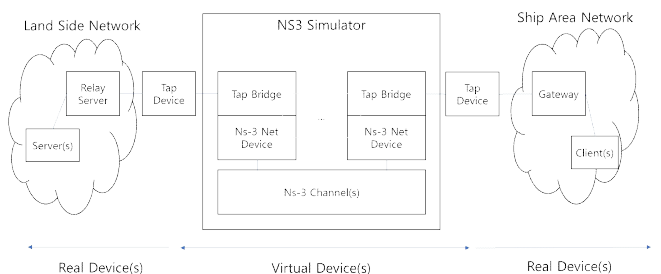 Land Side Network
NS3 Simulator
Ship Area Network
Relay
Server
Tap
Device
Tap Bridge
...
Tap Bridge
Tap
Device
Gateway
Server(s)
Ns-3 Net
Device
Ns-3 Net
Device
Client(s)
Ns-3 Channel(s)
Real Device(s)
Virtual Device(s)
Real Device(s)